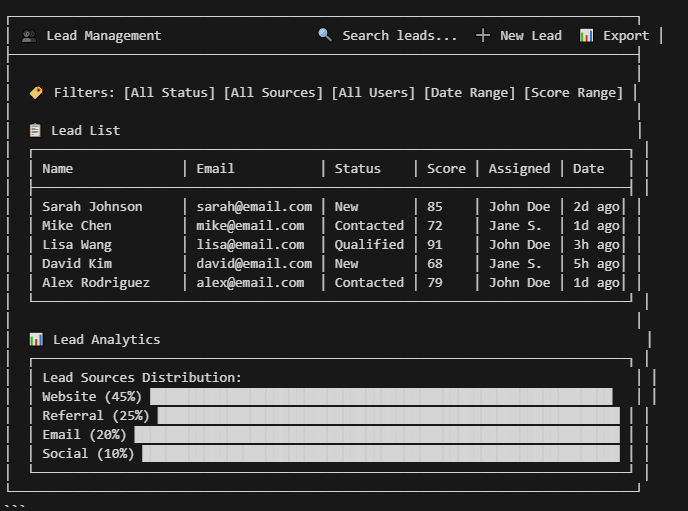 👥 Lead Management 🔍 Search leads... ➕ New Lead 📊 Export
🏷️ Filters: [All Status] [All Sources] [All Users] [Date Range] [Score Range]
📋 Lead List
Name │ Email │ Status │ Score │ Assigned │ Date
Sarah Johnson │ sarah@email.com │ New │ 85 │ John Doe │ 2d ago│
Mike Chen │ mike@email.com │ Contacted │ 72 │ Jane S. │ 1d ago│
Lisa Wang │ lisa@email.com │ Qualified │ 91 │ John Doe │ 3h ago│
David Kim │ david@email.com │ New │ 68 │ Jane S. │ 5h ago│
Alex Rodriguez │ alex@email.com │ Contacted │ 79 │ John Doe │ 1d ago│
📊 Lead Analytics
Lead Sources Distribution:
Website (45%)
Referral (25%)
Email (20%)
Social (10%)
```